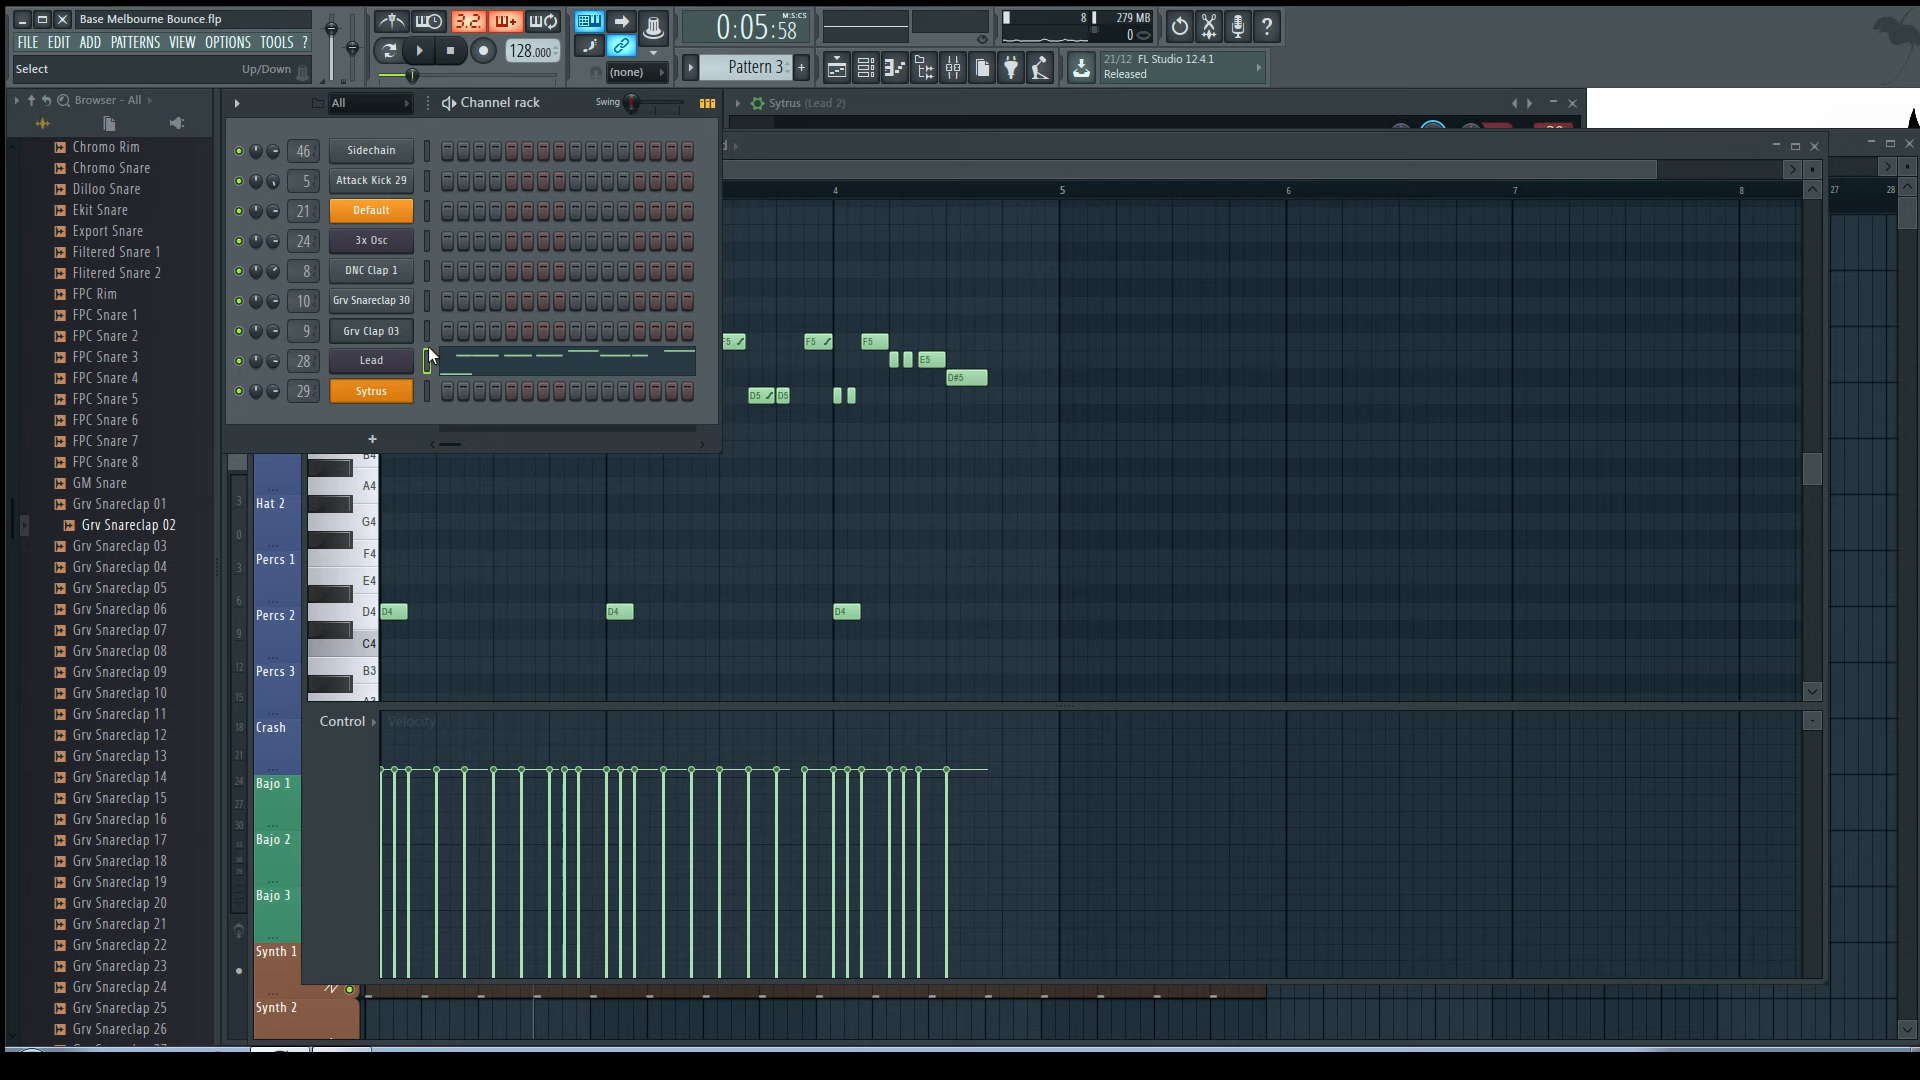 Base Melbourne Bounce.flp
FILE EDIT ADD PATTERNS VIEW OPTIONS TOOLS ?
Select Up/Down
3.2
128.000
0:05:58
M:S:CS
(none)
Pattern 3
8 279 MB
0
21/12 FL Studio 12.4.1
Released
Browser - All
All
Channel rack
Swing
Sytrus (Lead 2)
46 Sidechain
5 Attack Kick 29
21 Default
24 3x Osc
8 DNC Clap 1
10 Grv Snareclap 30
9 Grv Clap 03
28 Lead
29 Sytrus
+
Chromo Rim
Chromo Snare
Dilloo Snare
Ekit Snare
Export Snare
Filtered Snare 1
Flitered Snare 2
FPC Rim
FPC Snare 1
FPC Snare 2
FPC Snare 3
FPC Snare 4
FPC Snare 5
FPC Snare 6
FPC Snare 7
FPC Snare 8
GM Snare
Grv Snareclap 01
Grv Snareclap 02
Grv Snareclap 03
Grv Snareclap 04
Grv Snareclap 05
Grv Snareclap 06
Grv Snareclap 07
Grv Snareclap 08
Grv Snareclap 09
Grv Snareclap 10
Grv Snareclap 11
Grv Snareclap 12
Grv Snareclap 13
Grv Snareclap 14
Grv Snareclap 15
Grv Snareclap 16
Grv Snareclap 17
Grv Snareclap 18
Grv Snareclap 19
Grv Snareclap 20
Grv Snareclap 21
Grv Snareclap 22
Grv Snareclap 23
Grv Snareclap 24
Grv Snareclap 25
Grv Snareclap 26
4 5 6 7 8
27 28
F5 F5 F5
E5
D#5
D5 D5
A4
G4
F4
E4
D4
C4
B3
D4 D4 D4
Hat 2
Percs 1
Percs 2
Percs 3
Crash
Bajo 1
Bajo 2
Bajo 3
Synth 1
Synth 2
Control Velocity